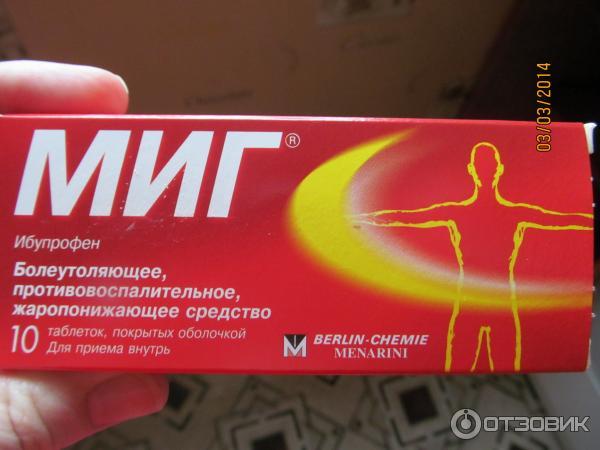 03/03/2014
МИГ®
Ибупрофен
Болеутоляющее,
противовоспалительное,
жаропонижающее средство
10 таблеток, покрытых оболочкой
Для приема внутрь
BERLIN-CHEMIE
MENARINI
ОТЗОВИК